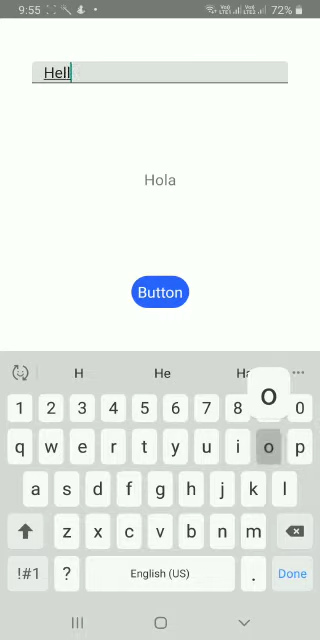 9:55 72%
Hell
Hola
Button
H He
o
1 2 3 4 5 6 7 8 0
q w e r t y u i o p
a s d f g h j k l
z x c v b n m
!#1 ? English (US) . Done